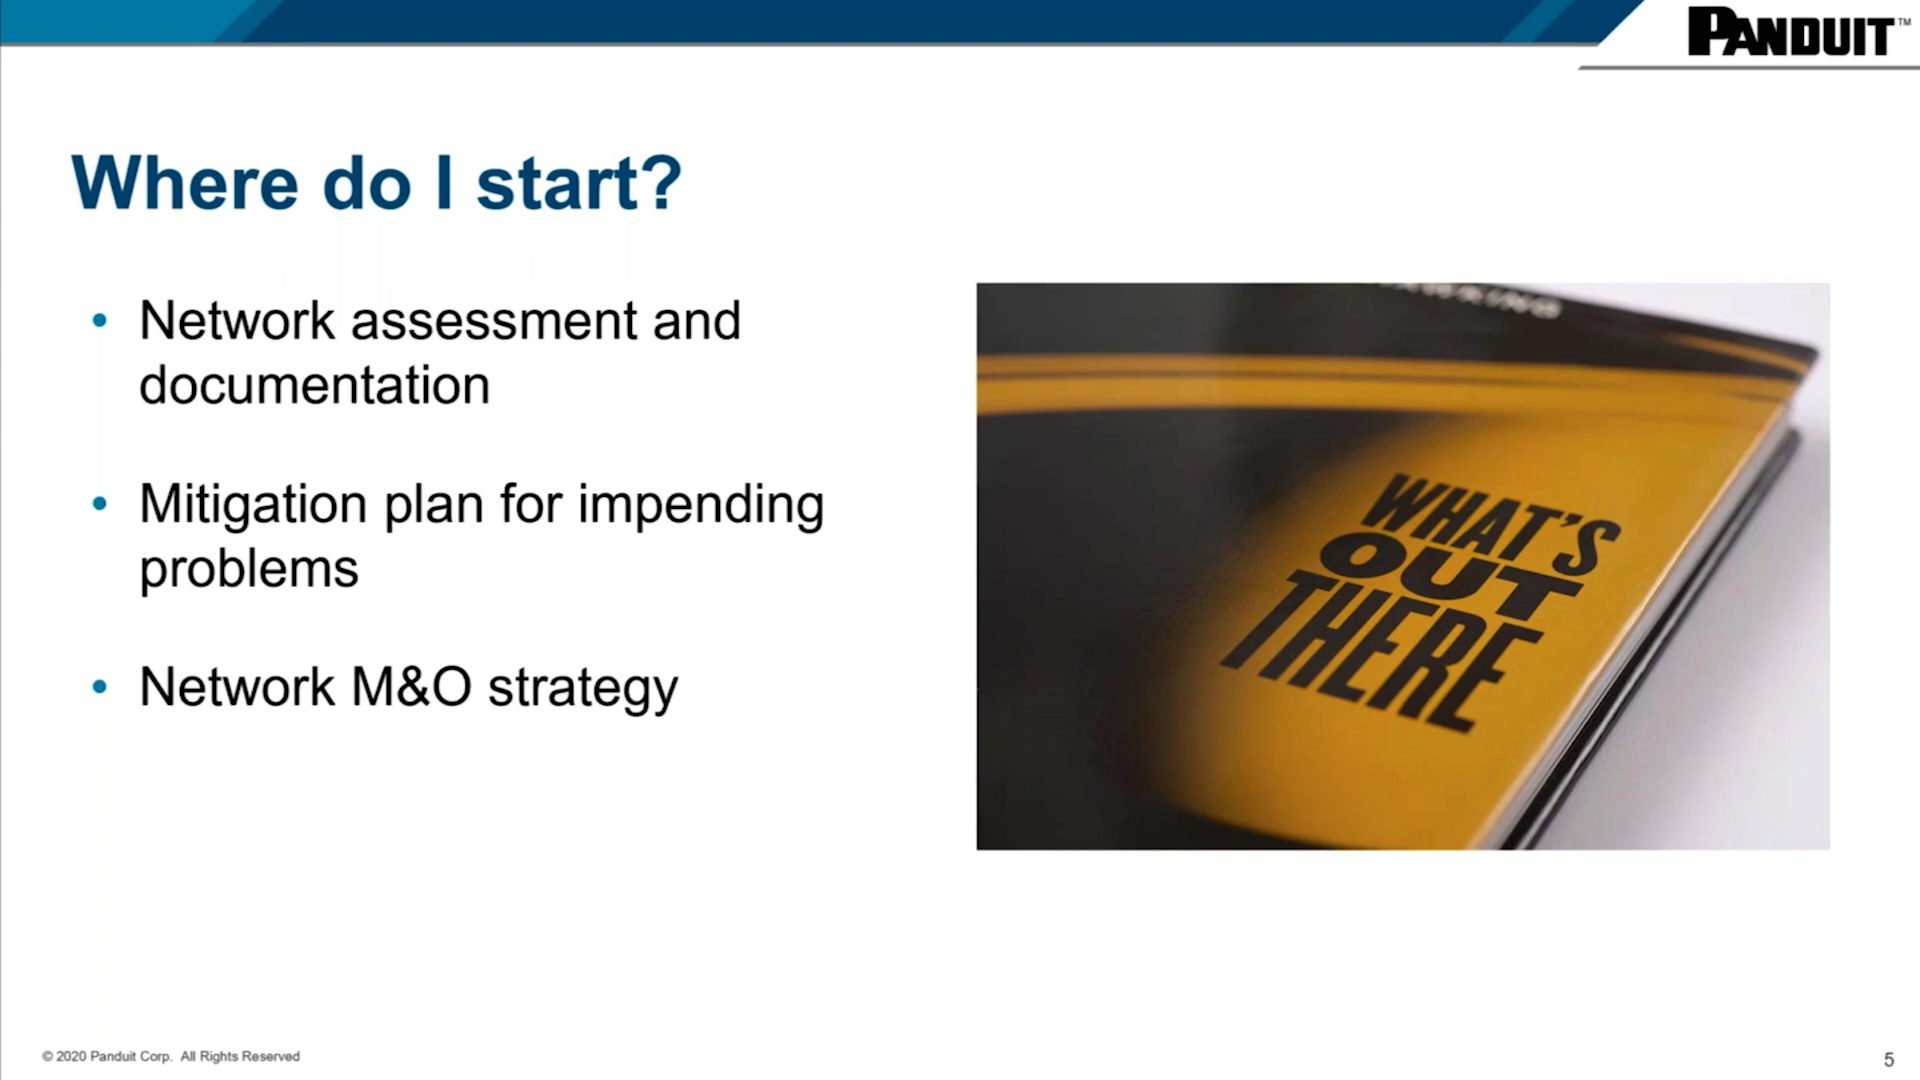 PANDUIT™
Where do I start?
• Network assessment and
documentation
• Mitigation plan for impending
problems
• Network M&O strategy
WHAT'S
OUT
THERE
© 2020 Panduit Corp. All Rights Reserved
5